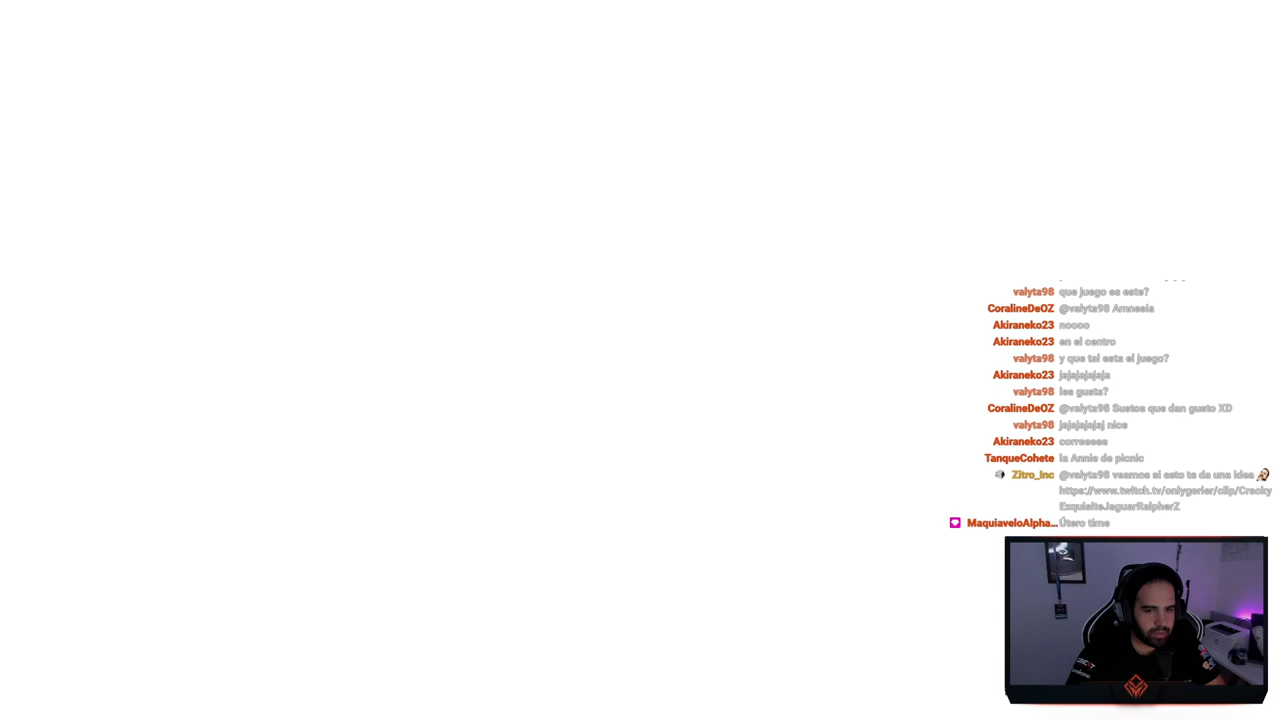 valyta98 que juego es este?
CoralineDeOZ @valyta98 Amnesia
Akiraneko23 noooo
Akiraneko23 en el centro
valyta98 y que tal esta el juego?
Akiraneko23 jajajajajaja
valyta98 les gusta?
CoralineDeOZ @valyta98 Sustos que dan gusto XD
valyta98 jajajajajaj nice
Akiraneko23 correeeee
TanqueCohete la Annie de picnic
Zitro_Inc @valyta98 veamos si esto te da una idea
https://www.twitch.tv/onlygerier/clip/Cracky
ExquisiteJaguarRalpherZ
MaquiaveloAlpha... Útero time